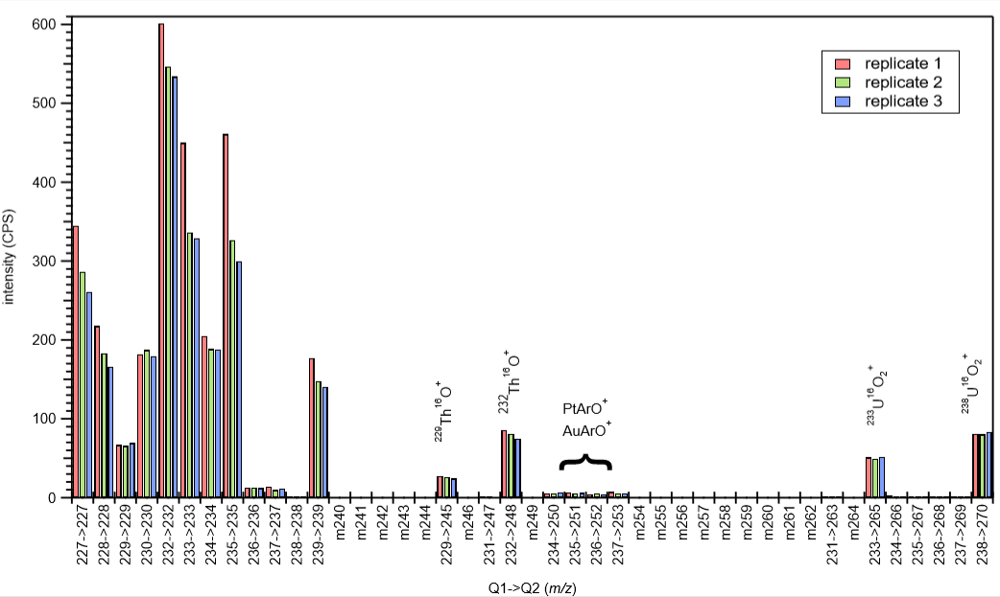 600
500
400
300
200
100
0
intensity (CPS)
replicate 1
replicate 2
replicate 3
²²⁹Th¹⁶O⁺
²³²Th¹⁶O⁺
PtArO⁺
AuArO⁺
²³³U¹⁶O₂⁺
²³⁸U¹⁶O₂⁺
227->227
228->228
229->229
230->230
232->232
233->233
234->234
235->235
236->236
237->237
238->238
239->239
m240
m241
m242
m243
m244
229->245
m246
231->247
232->248
m249
234->250
235->251
236->252
237->253
m254
m255
m256
m257
m258
m259
m260
m261
m262
231->263
m264
233->265
234->266
235->267
236->268
237->269
238->270
Q1->Q2 (m/z)